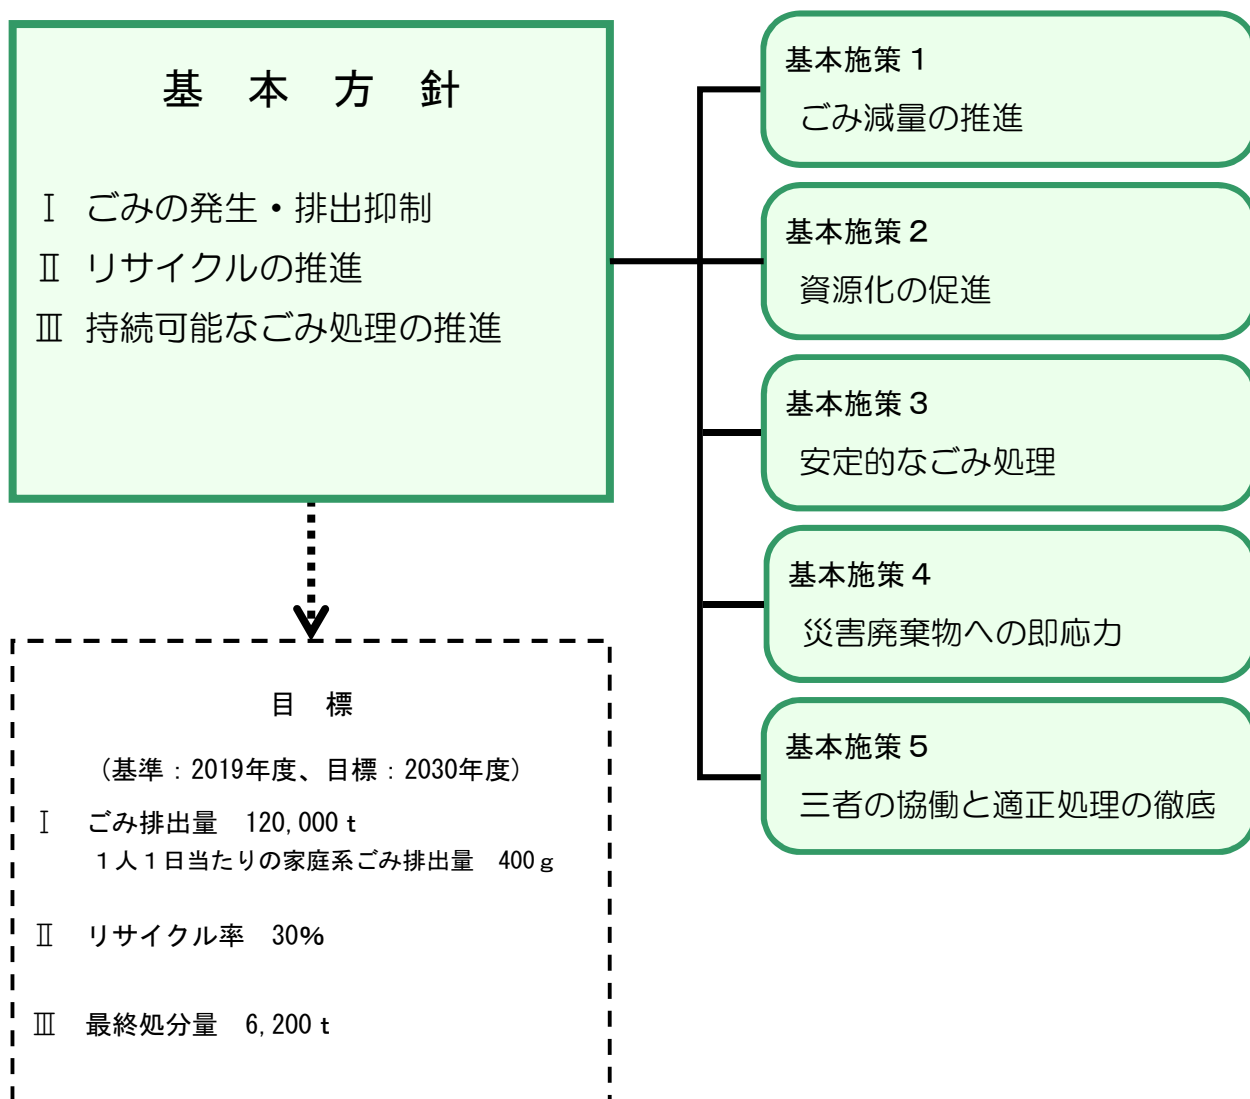 基　本　方　針
Ⅰ　ごみの発生・排出抑制
Ⅱ　リサイクルの推進
Ⅲ　持続可能なごみ処理の推進
目　標
（基準：2019年度、目標：2030年度）
Ⅰ　ごみ排出量　120,000ｔ
１人１日当たりの家庭系ごみ排出量　400ｇ
Ⅱ　リサイクル率　30%
Ⅲ　最終処分量　6,200ｔ
基本施策１
ごみ減量の推進
基本施策２
資源化の促進
基本施策３
安定的なごみ処理
基本施策４
災害廃棄物への即応力
基本施策５
三者の協働と適正処理の徹底